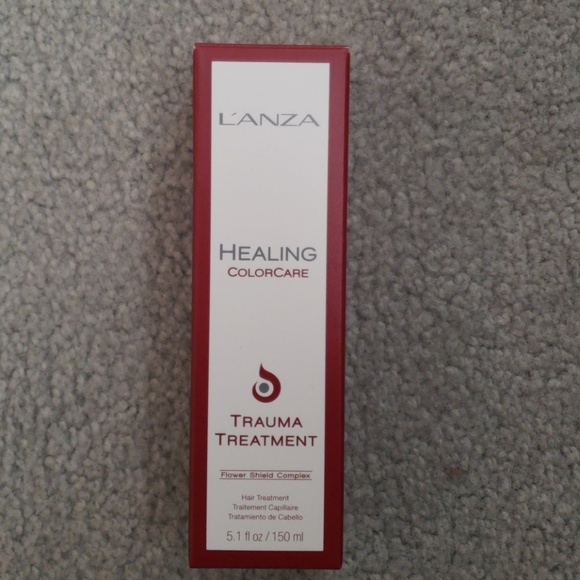 L'ANZA
HEALING
COLORCARE
TRAUMA
TREATMENT
Flower Shield Complex
Hair Treatment
Traitement Capillaire
Tratamiento de Cabello
5.1 fl oz / 150 ml